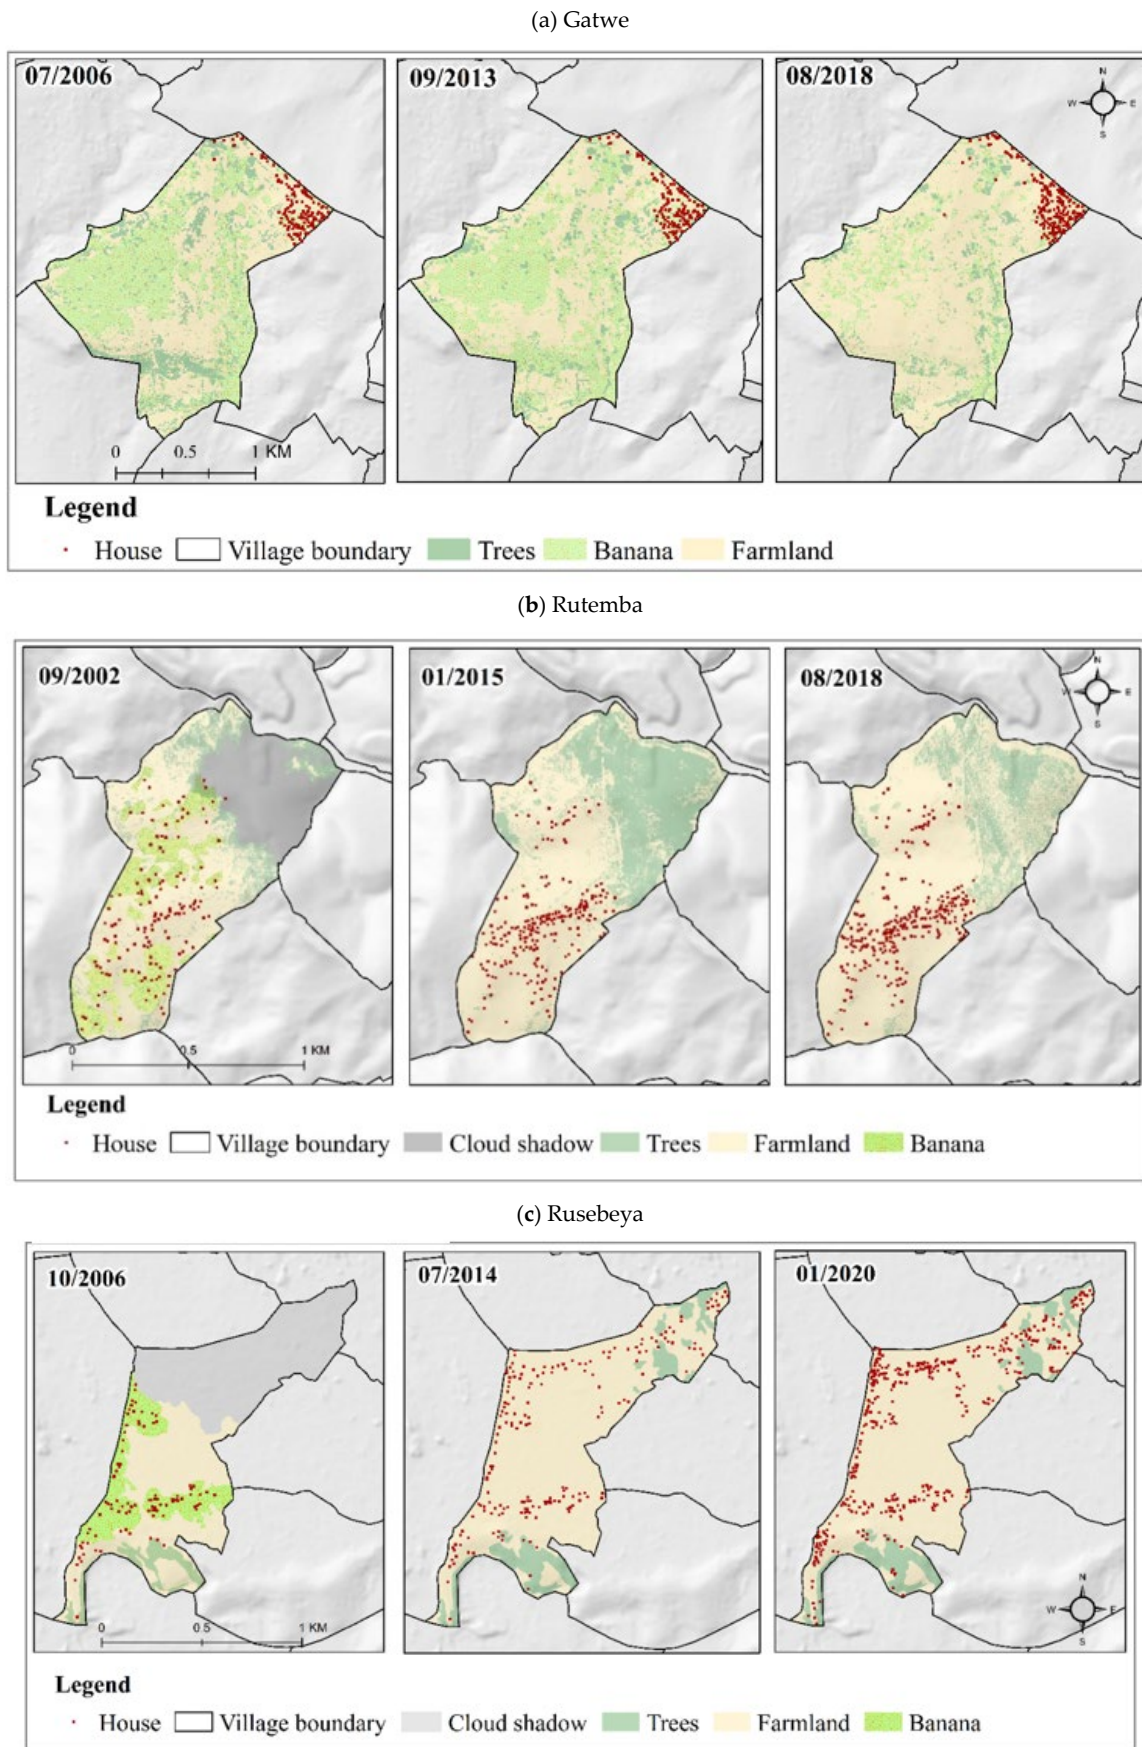 (a) Gatwe
07/2006 09/2013 08/2018
N
W E
S
0 0.5 1 KM
Legend
House Village boundary Trees Banana Farmland
(b) Rutemba
09/2002 01/2015 08/2018
N
W E
S
0 0.5 1 KM
Legend
House Village boundary Cloud shadow Trees Farmland Banana
(c) Rusebeya
10/2006 07/2014 01/2020
N
W E
S
0 0.5 1 KM
Legend
House Village boundary Cloud shadow Trees Farmland Banana